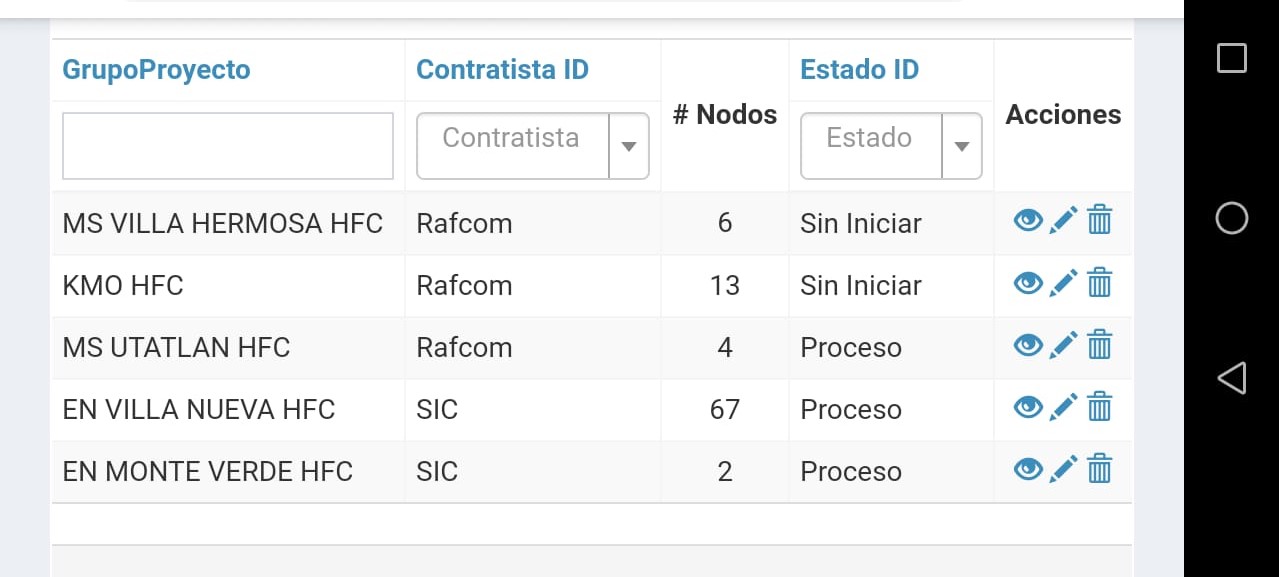 GrupoProyecto Contratista ID # Nodos Estado ID Acciones
Contratista Estado
MS VILLA HERMOSA HFC Rafcom 6 Sin Iniciar
KMO HFC Rafcom 13 Sin Iniciar
MS UTATLAN HFC Rafcom 4 Proceso
EN VILLA NUEVA HFC SIC 67 Proceso
EN MONTE VERDE HFC SIC 2 Proceso